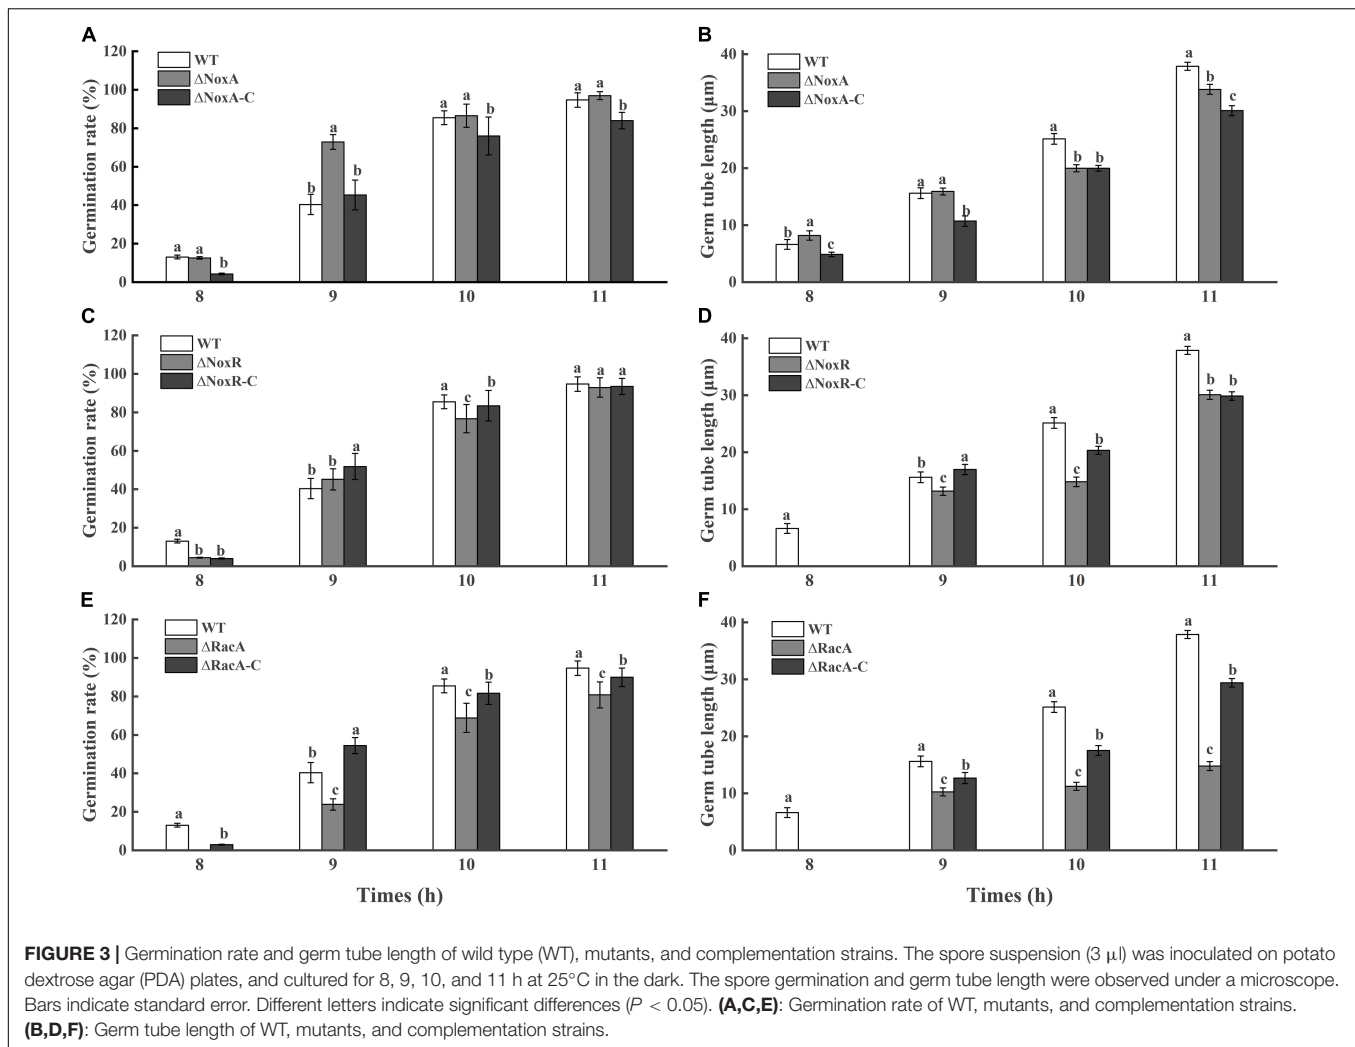 A
120
100
80
60
40
20
0
Germination rate (%)
WT
ΔNoxA
ΔNoxA-C
a a b
b a b
a a b
a a b
8 9 10 11
B
40
30
20
10
0
Germ tube length (μm)
WT
ΔNoxA
ΔNoxA-C
b a c
a a b
a b b
a b c
8 9 10 11
C
120
100
80
60
40
20
0
Germination rate (%)
WT
ΔNoxR
ΔNoxR-C
a b b
b b a
a c b
a a a
8 9 10 11
D
40
30
20
10
0
Germ tube length (μm)
WT
ΔNoxR
ΔNoxR-C
a
b c a
a c b
a b b
8 9 10 11
E
120
100
80
60
40
20
0
Germination rate (%)
WT
ΔRacA
ΔRacA-C
a b
b c a
a c b
a c b
8 9 10 11
Times (h)
F
40
30
20
10
0
Germ tube length (μm)
WT
ΔRacA
ΔRacA-C
a
a c b
a c b
a c b
8 9 10 11
Times (h)
FIGURE 3 | Germination rate and germ tube length of wild type (WT), mutants, and complementation strains. The spore suspension (3 μl) was inoculated on potato
dextrose agar (PDA) plates, and cultured for 8, 9, 10, and 11 h at 25°C in the dark. The spore germination and germ tube length were observed under a microscope.
Bars indicate standard error. Different letters indicate significant differences (P < 0.05). (A,C,E): Germination rate of WT, mutants, and complementation strains.
(B,D,F): Germ tube length of WT, mutants, and complementation strains.